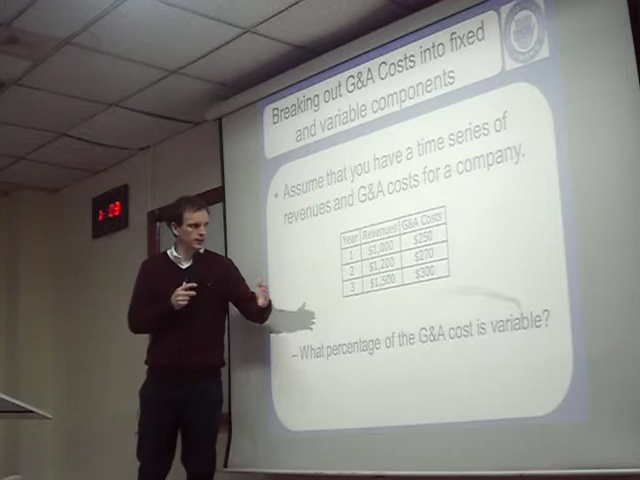 Breaking out G&A Costs into fixed
and variable components
• Assume that you have a time series of
revenues and G&A costs for a company.
Year Revenues G&A Costs
1 $1,000 $250
2 $1,200 $270
3 $1,500 $300
– What percentage of the G&A cost is variable?